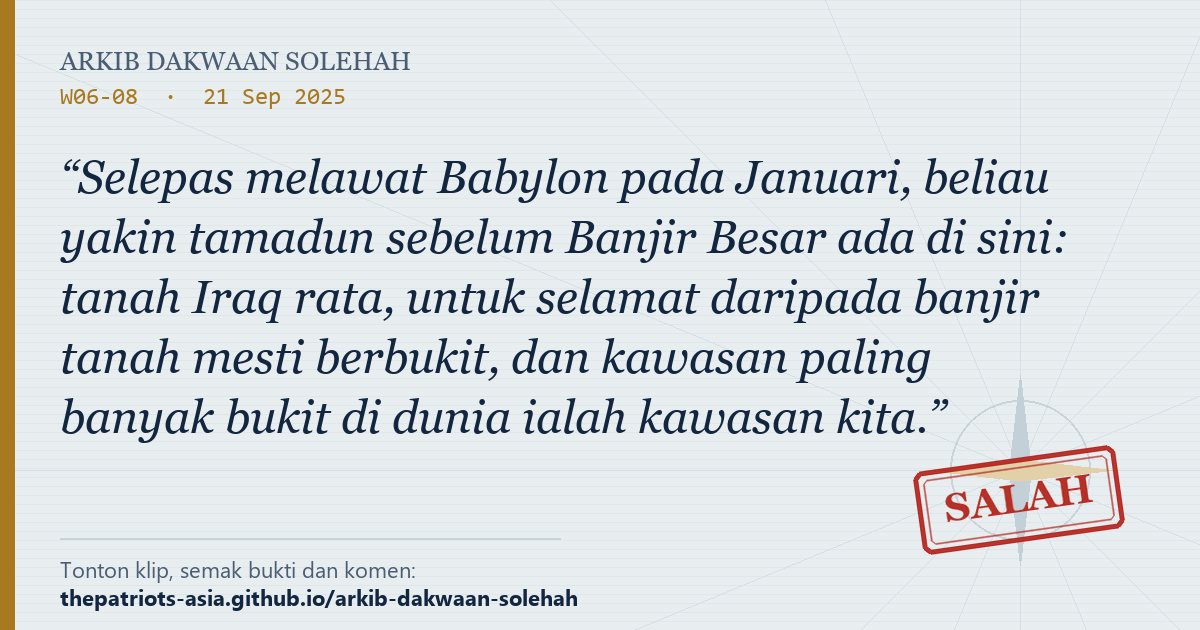 ARKIB DAKWAAN SOLEHAH
W06-08 · 21 Sep 2025
“Selepas melawat Babylon pada Januari, beliau
yakin tamadun sebelum Banjir Besar ada di sini:
tanah Iraq rata, untuk selamat daripada banjir
tanah mesti berbukit, dan kawasan paling
banyak bukit di dunia ialah kawasan kita.”
SALAH
Tonton klip, semak bukti dan komen:
thepatriots-asia.github.io/arkib-dakwaan-solehah